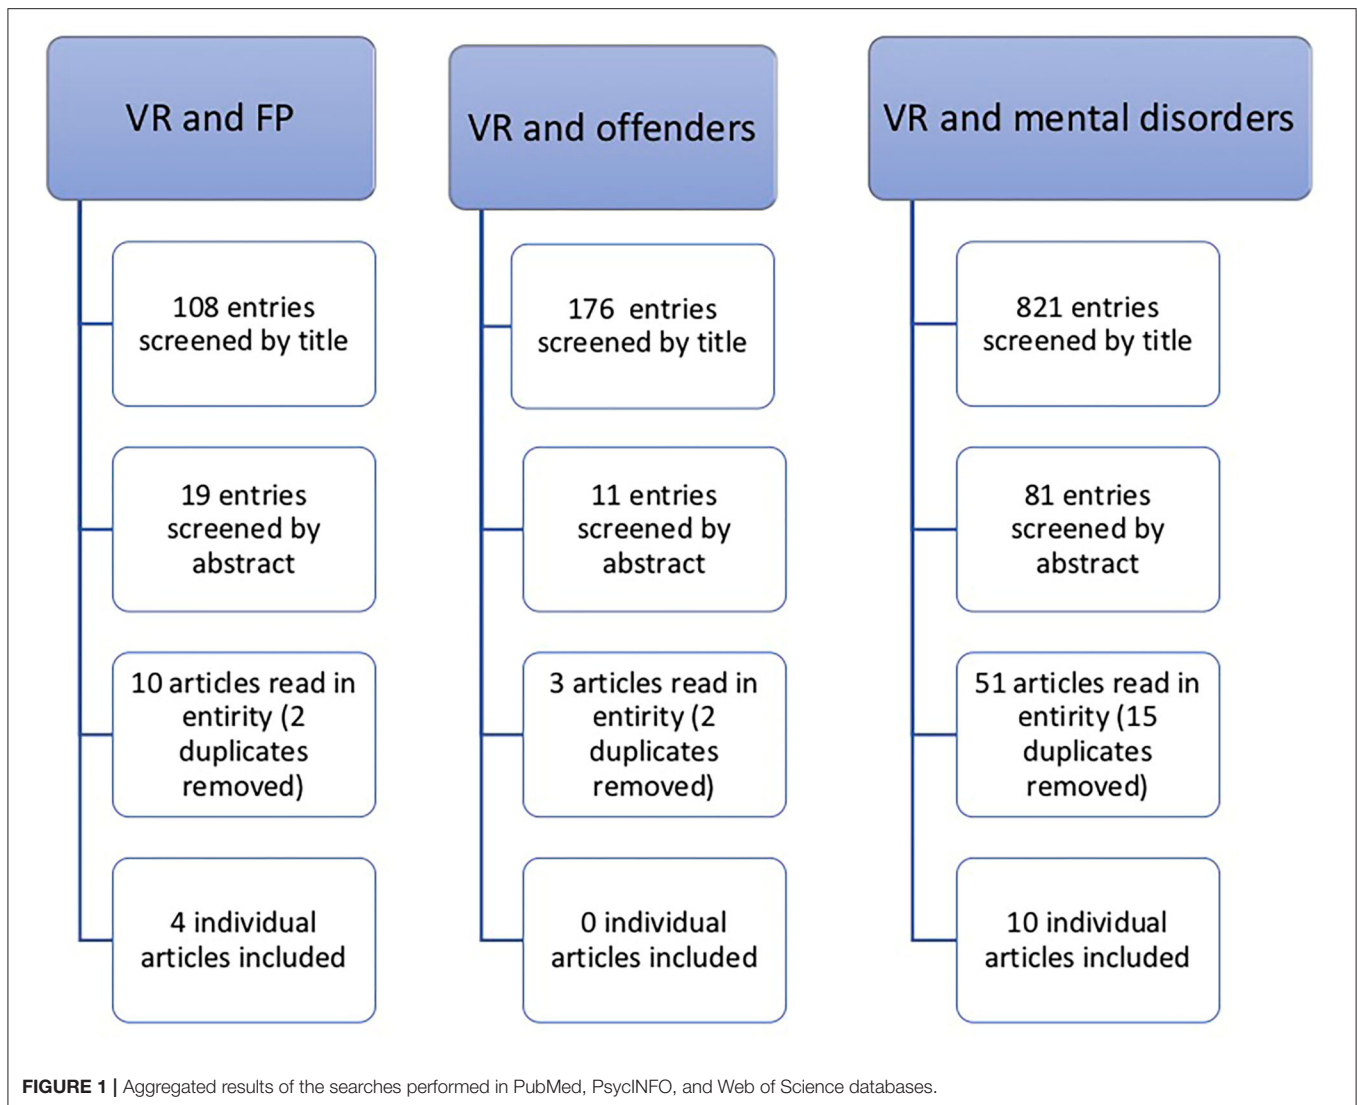 VR and FP
108 entries
screened by title
19 entries
screened by
abstract
10 articles read in
entirity (2
duplicates
removed)
4 individual
articles included
VR and offenders
176 entries
screened by title
11 entries
screened by
abstract
3 articles read in
entirity (2
duplicates
removed)
0 individual
articles included
VR and mental disorders
821 entries
screened by title
81 entries
screened by
abstract
51 articles read in
entirity (15
duplicates
removed)
10 individual
articles included
FIGURE 1 | Aggregated results of the searches performed in PubMed, PsycINFO, and Web of Science databases.